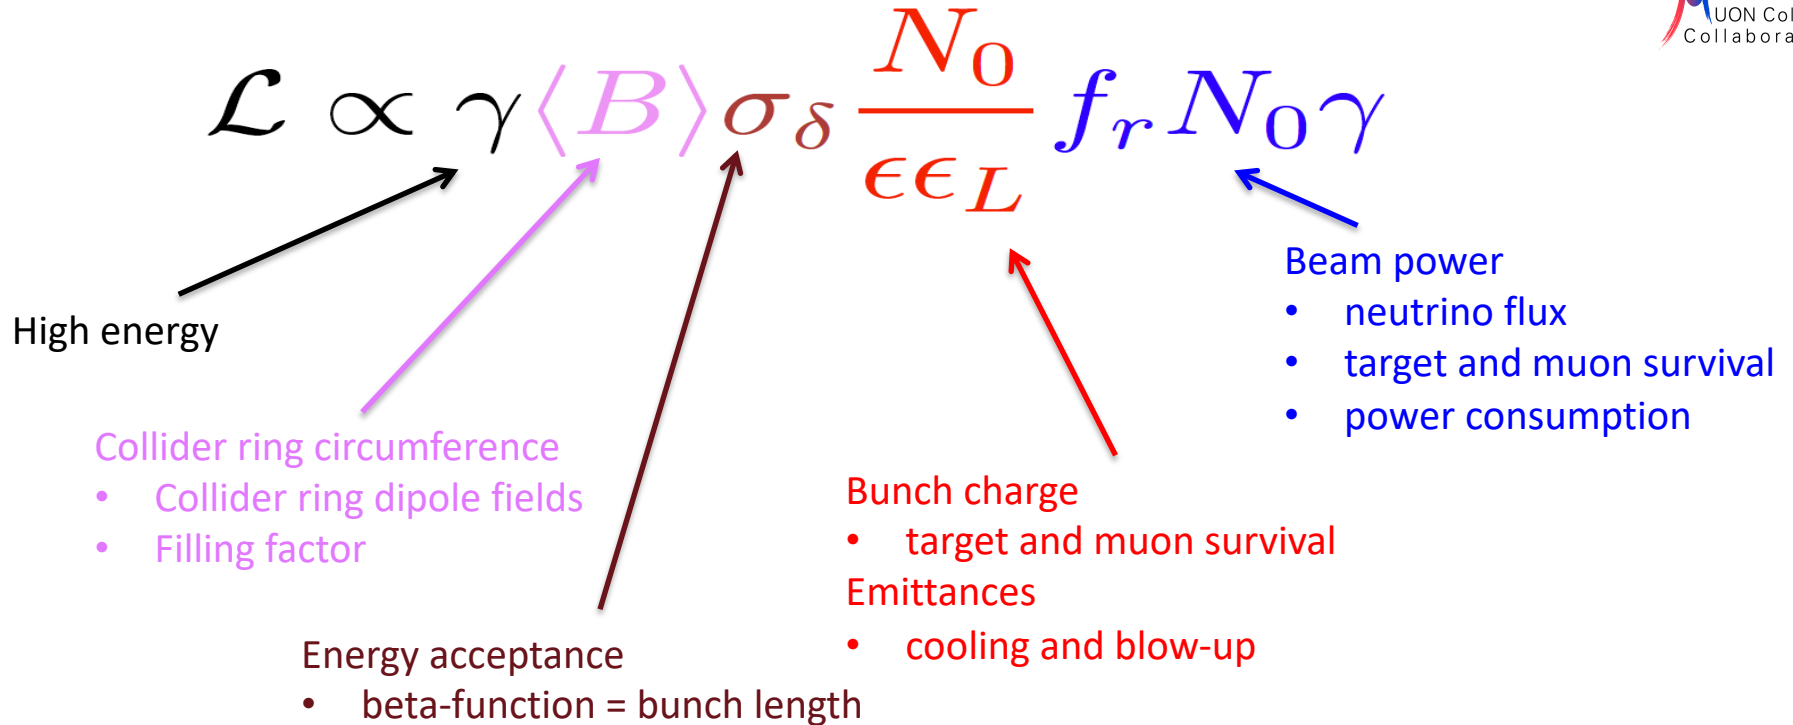 UON Col
Collabora
ℒ ∝ γ⟨B⟩σ_δ N₀/(ϵϵ_L) f_r N₀γ
High energy
Collider ring circumference
• Collider ring dipole fields
• Filling factor
Energy acceptance
• beta-function = bunch length
Bunch charge
• target and muon survival
Emittances
• cooling and blow-up
Beam power
• neutrino flux
• target and muon survival
• power consumption